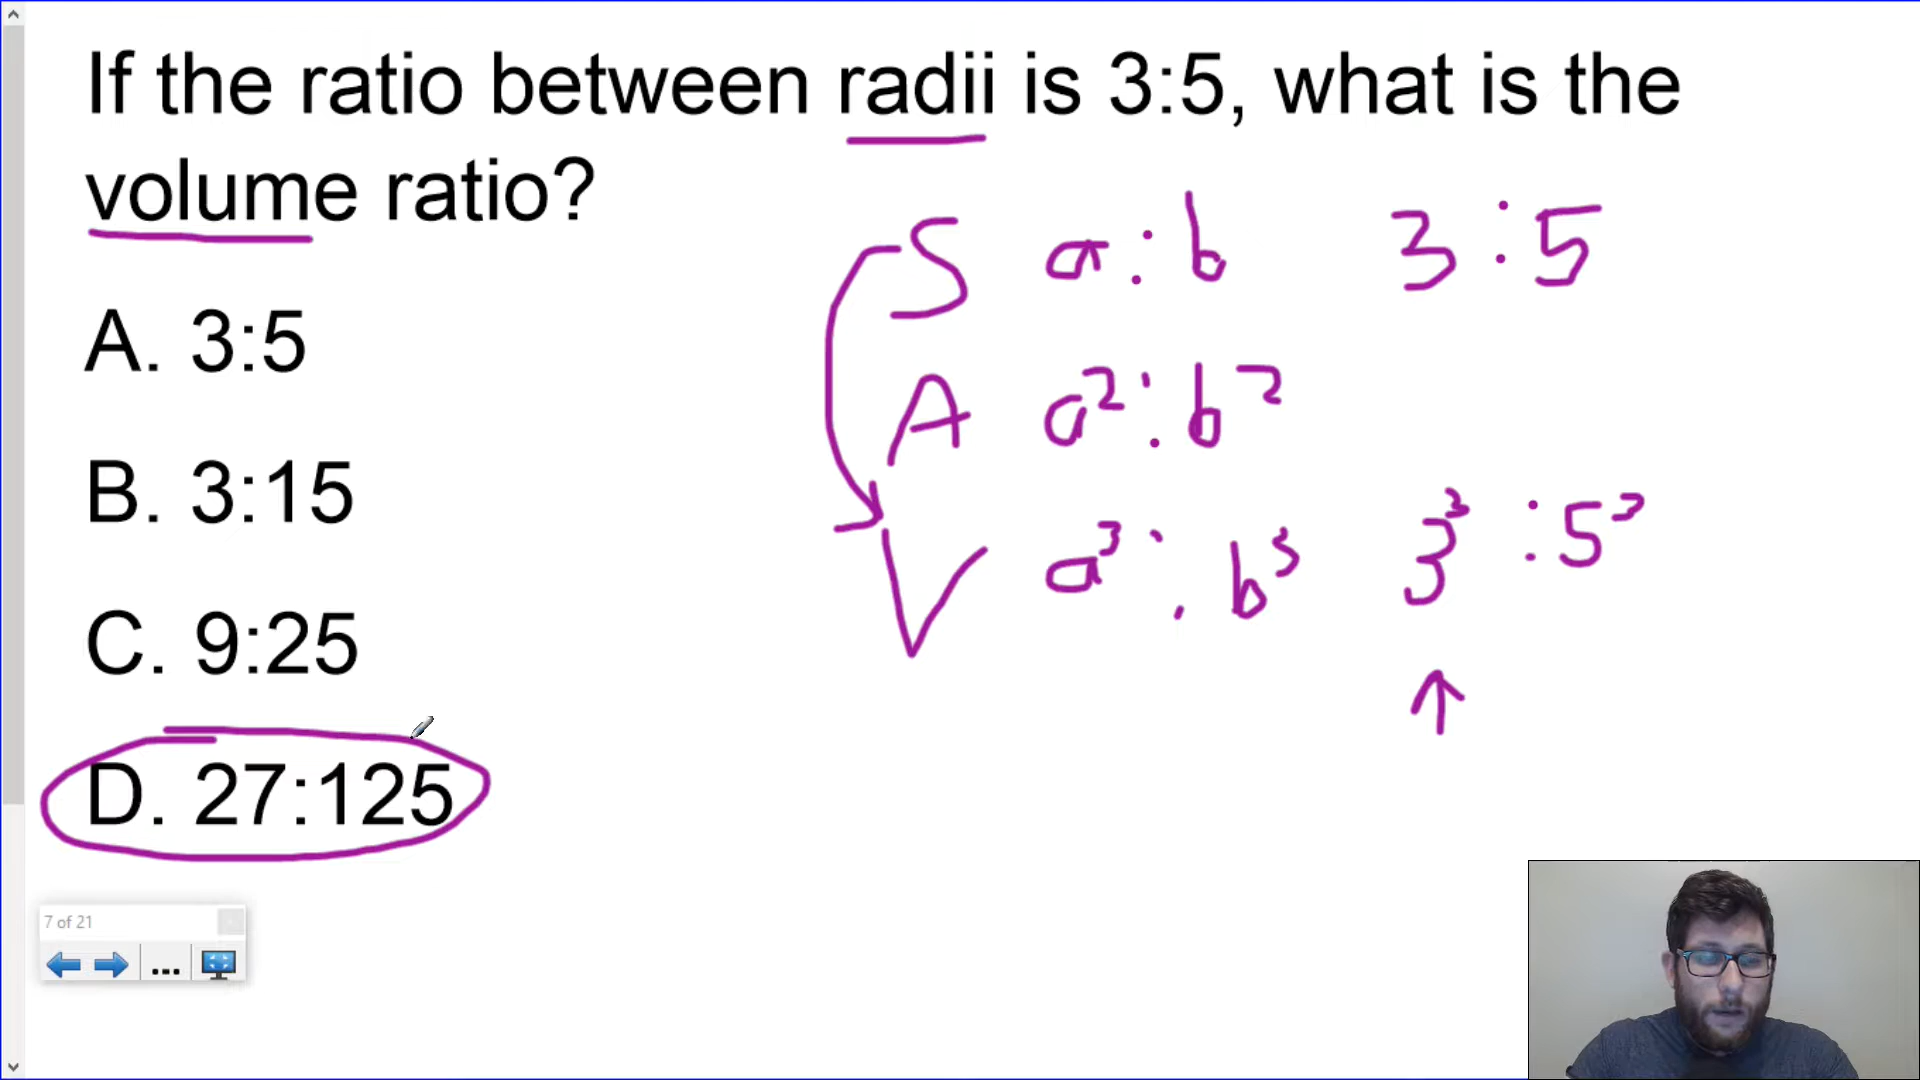 If the ratio between radii is 3:5, what is the
volume ratio?
S a:b 3:5
A. 3:5
A a²:b²
B. 3:15
V a³:b³ 3³:5³
C. 9:25
D. 27:125
7 of 21
...